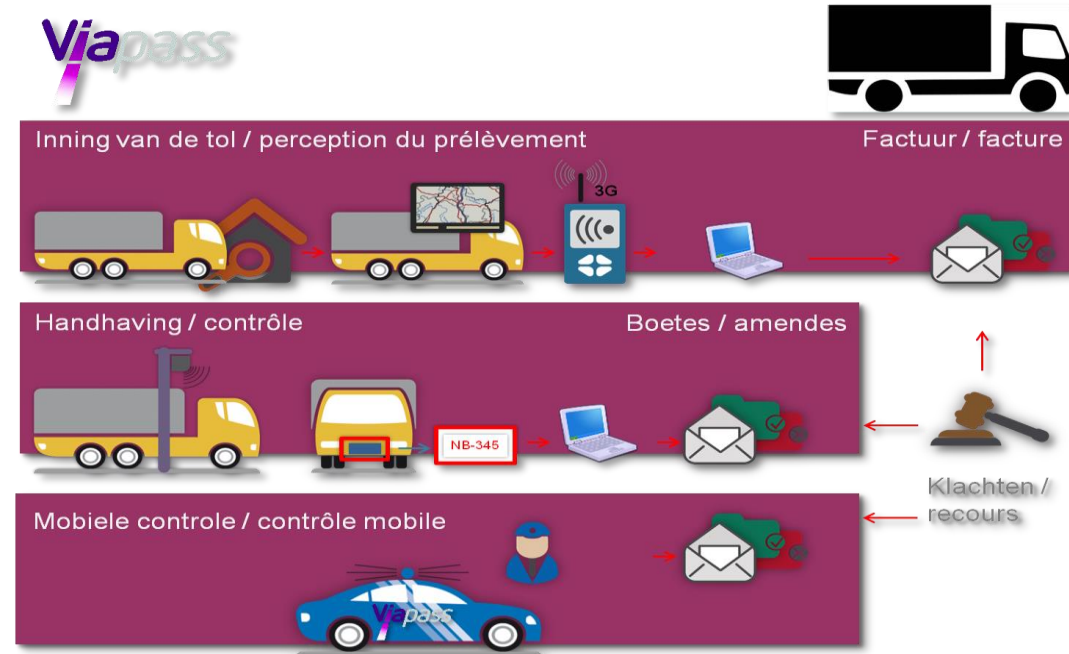 Viapass
Inning van de tol / perception du prélèvement
Factuur / facture
3G
Handhaving / contrôle
Boetes / amendes
NB-345
Klachten /
recours
Mobiele controle / contrôle mobile
Viapass